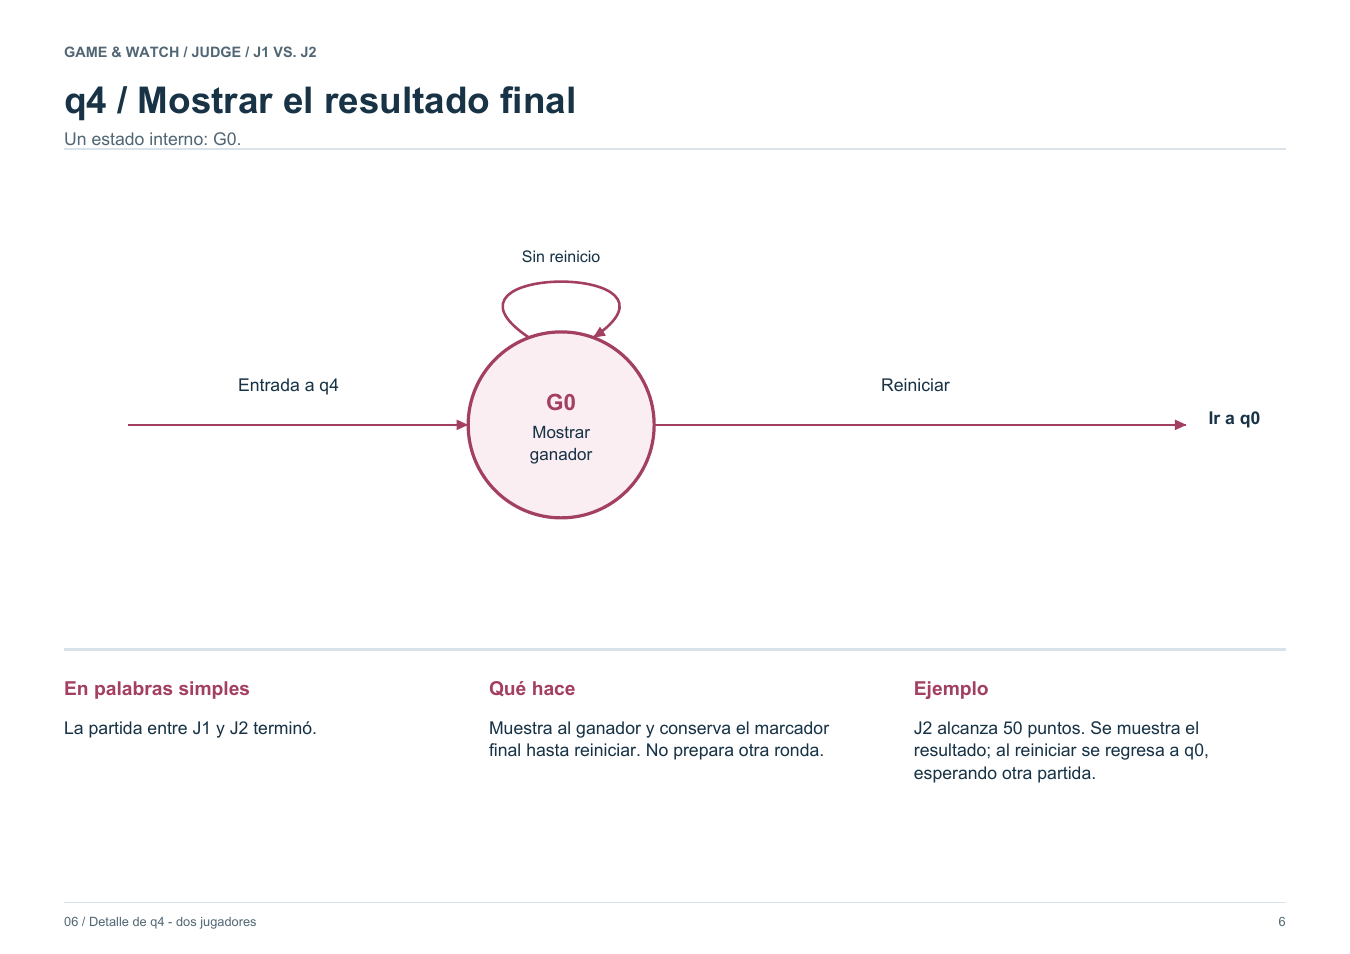 GAME & WATCH / JUDGE / J1 VS. J2
q4 / Mostrar el resultado final
Un estado interno: G0.
Sin reinicio
Entrada a q4
G0
Mostrar
ganador
Reiniciar
Ir a q0
En palabras simples
La partida entre J1 y J2 terminó.
Qué hace
Muestra al ganador y conserva el marcador
final hasta reiniciar. No prepara otra ronda.
Ejemplo
J2 alcanza 50 puntos. Se muestra el
resultado; al reiniciar se regresa a q0,
esperando otra partida.
06 / Detalle de q4 - dos jugadores
6